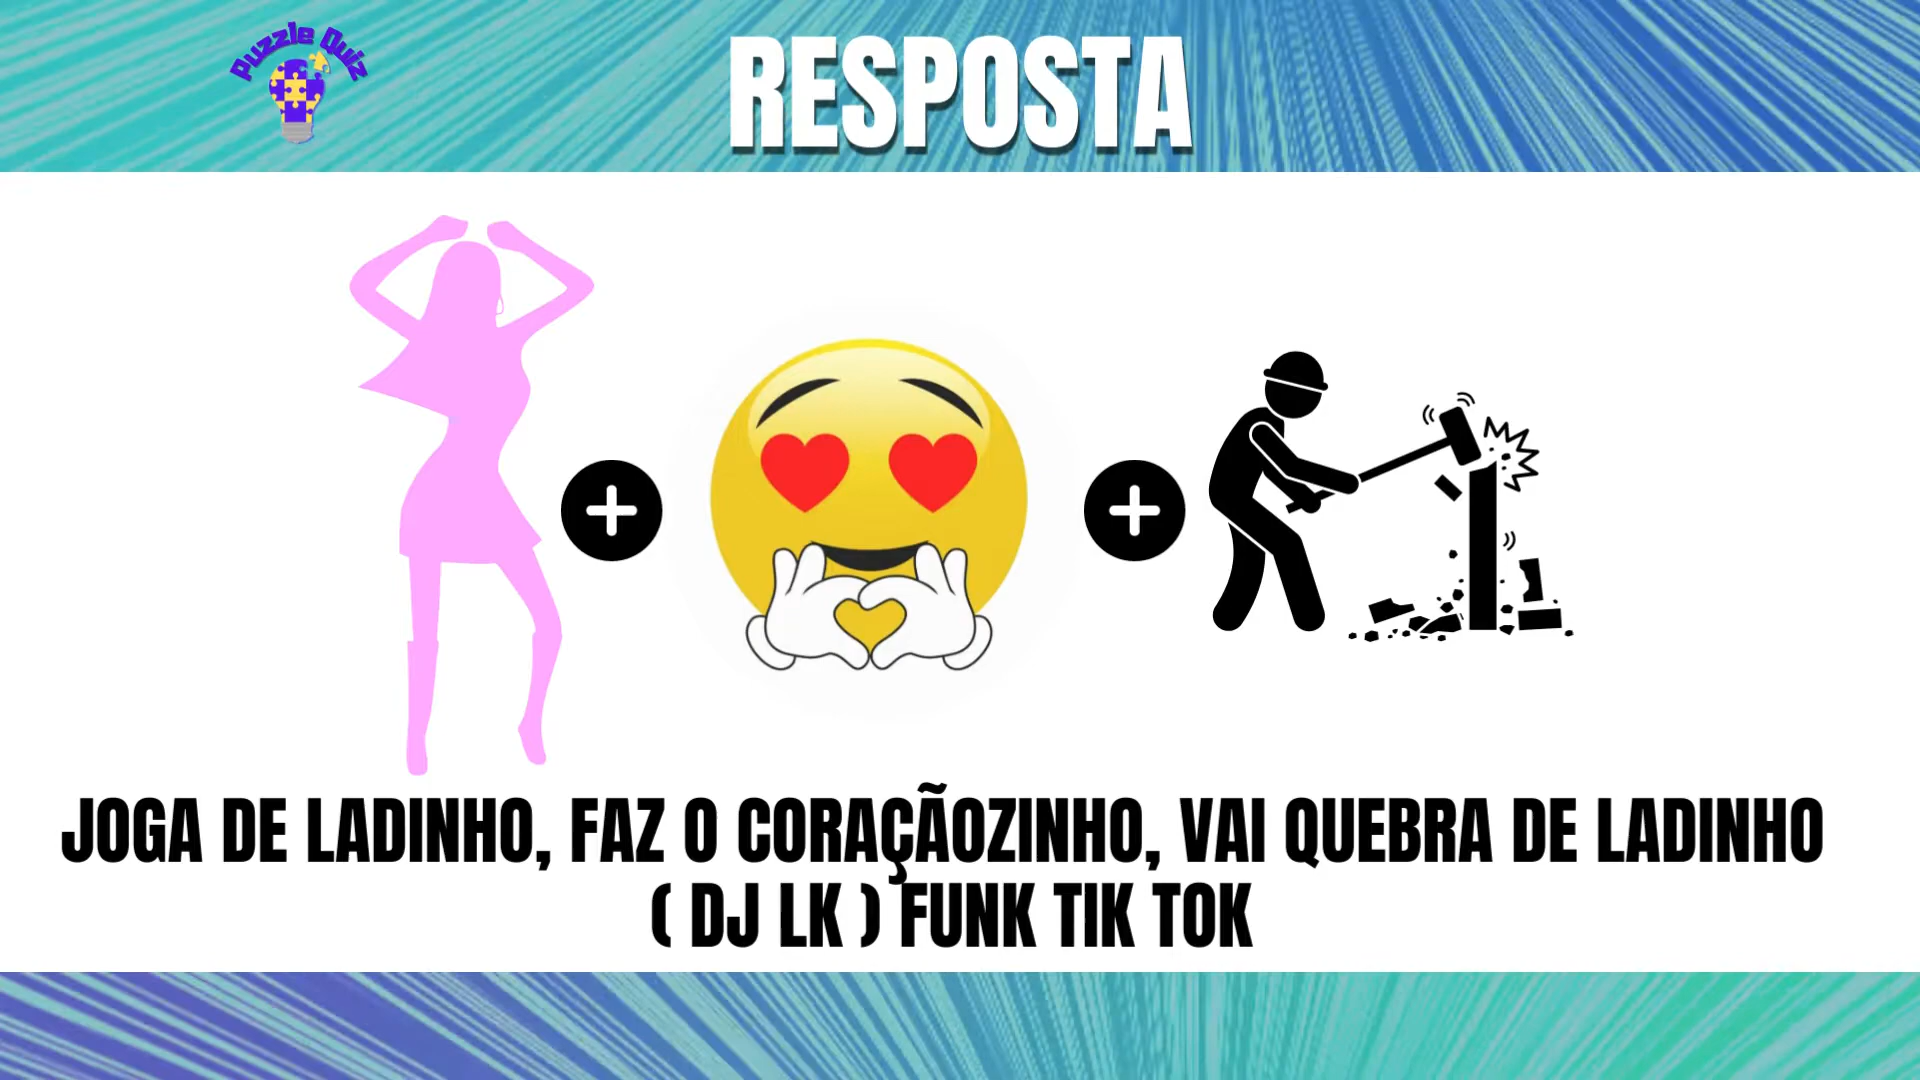 Puzzle Quiz
RESPOSTA
JOGA DE LADINHO, FAZ O CORAÇÃOZINHO, VAI QUEBRA DE LADINHO
( DJ LK ) FUNK TIK TOK